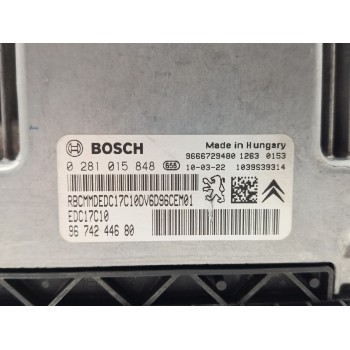 BOSCH
Made in Hungary
9666729480 1263 0153
0 281 015 848 656 10-03-22 1039S39314
RBCMMDEDC17C10DV6D96CEM01
EDC17C10
96 742 446 80